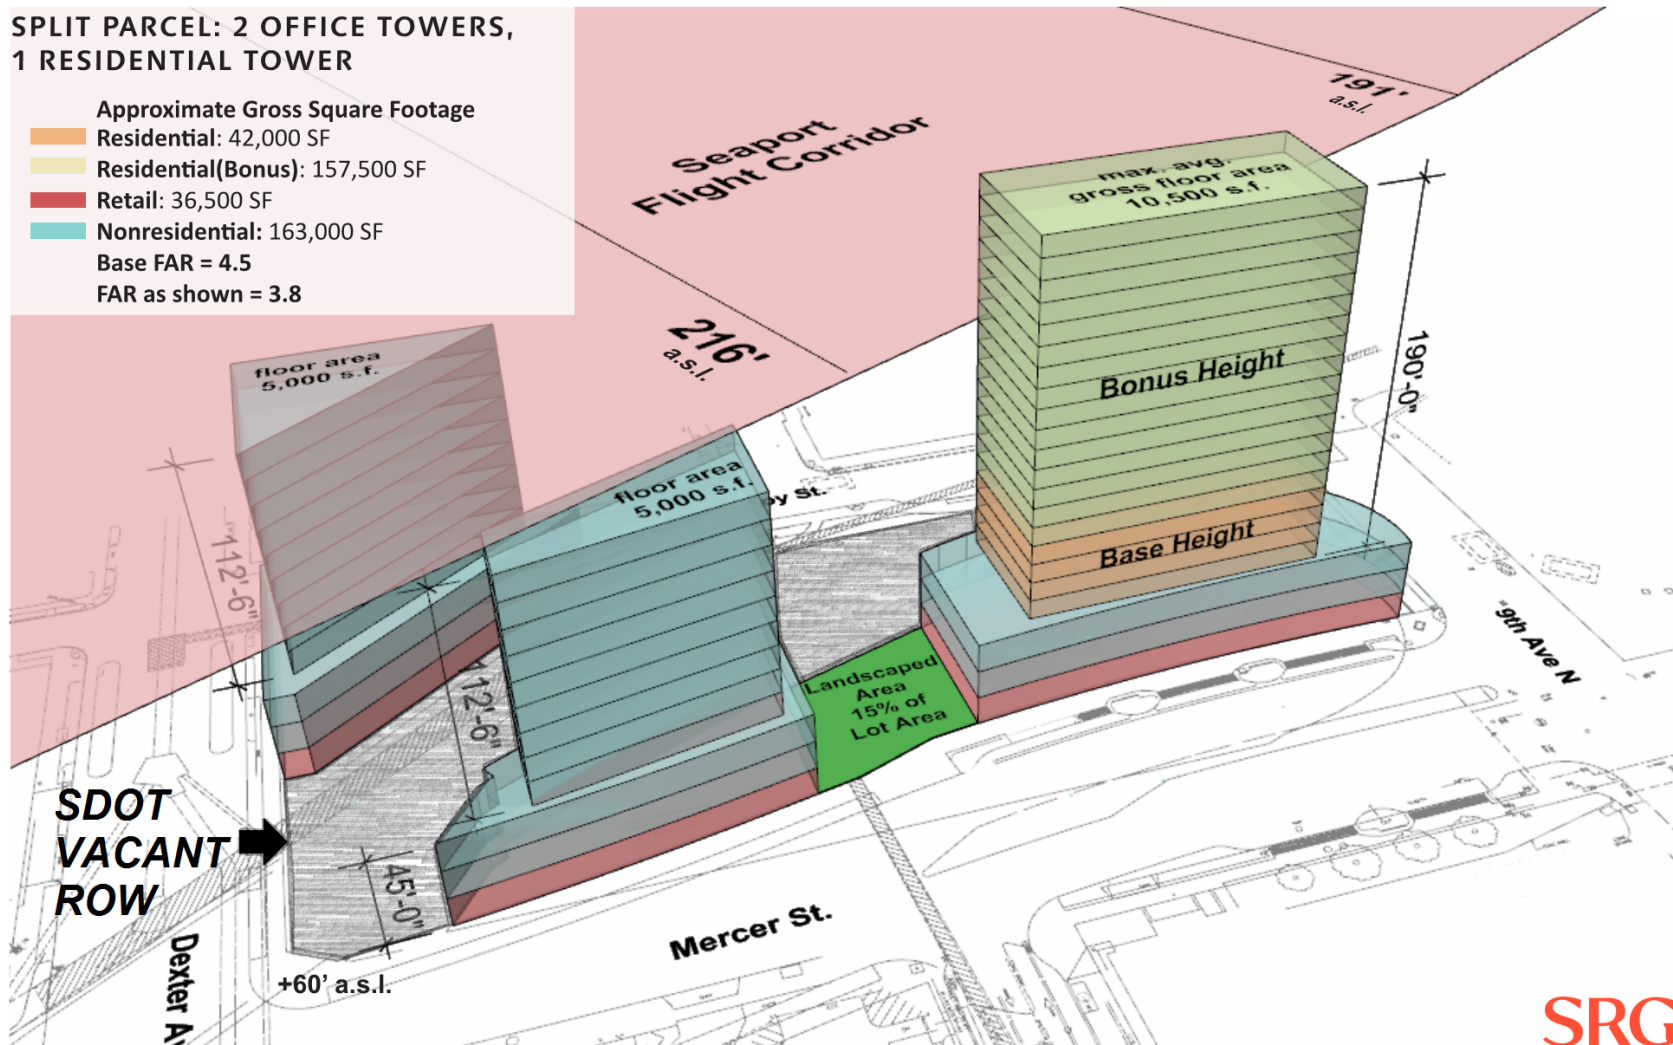 SPLIT PARCEL: 2 OFFICE TOWERS,
1 RESIDENTIAL TOWER
Approximate Gross Square Footage
Residential: 42,000 SF
Residential(Bonus): 157,500 SF
Retail: 36,500 SF
Nonresidential: 163,000 SF
Base FAR = 4.5
FAR as shown = 3.8
Seaport
Flight Corridor
191'
a.s.l.
216'
a.s.l.
max. avg.
gross floor area
10,500 s.f.
Bonus Height
Base Height
190'-0"
floor area
5,000 s.f.
floor area
5,000 s.f.
112'-6"
112'-6"
45'-0"
oy St.
Landscaped
Area
15% of
Lot Area
9th Ave N
SDOT
VACANT
ROW
Mercer St.
Dexter Av
+60' a.s.l.
SRG